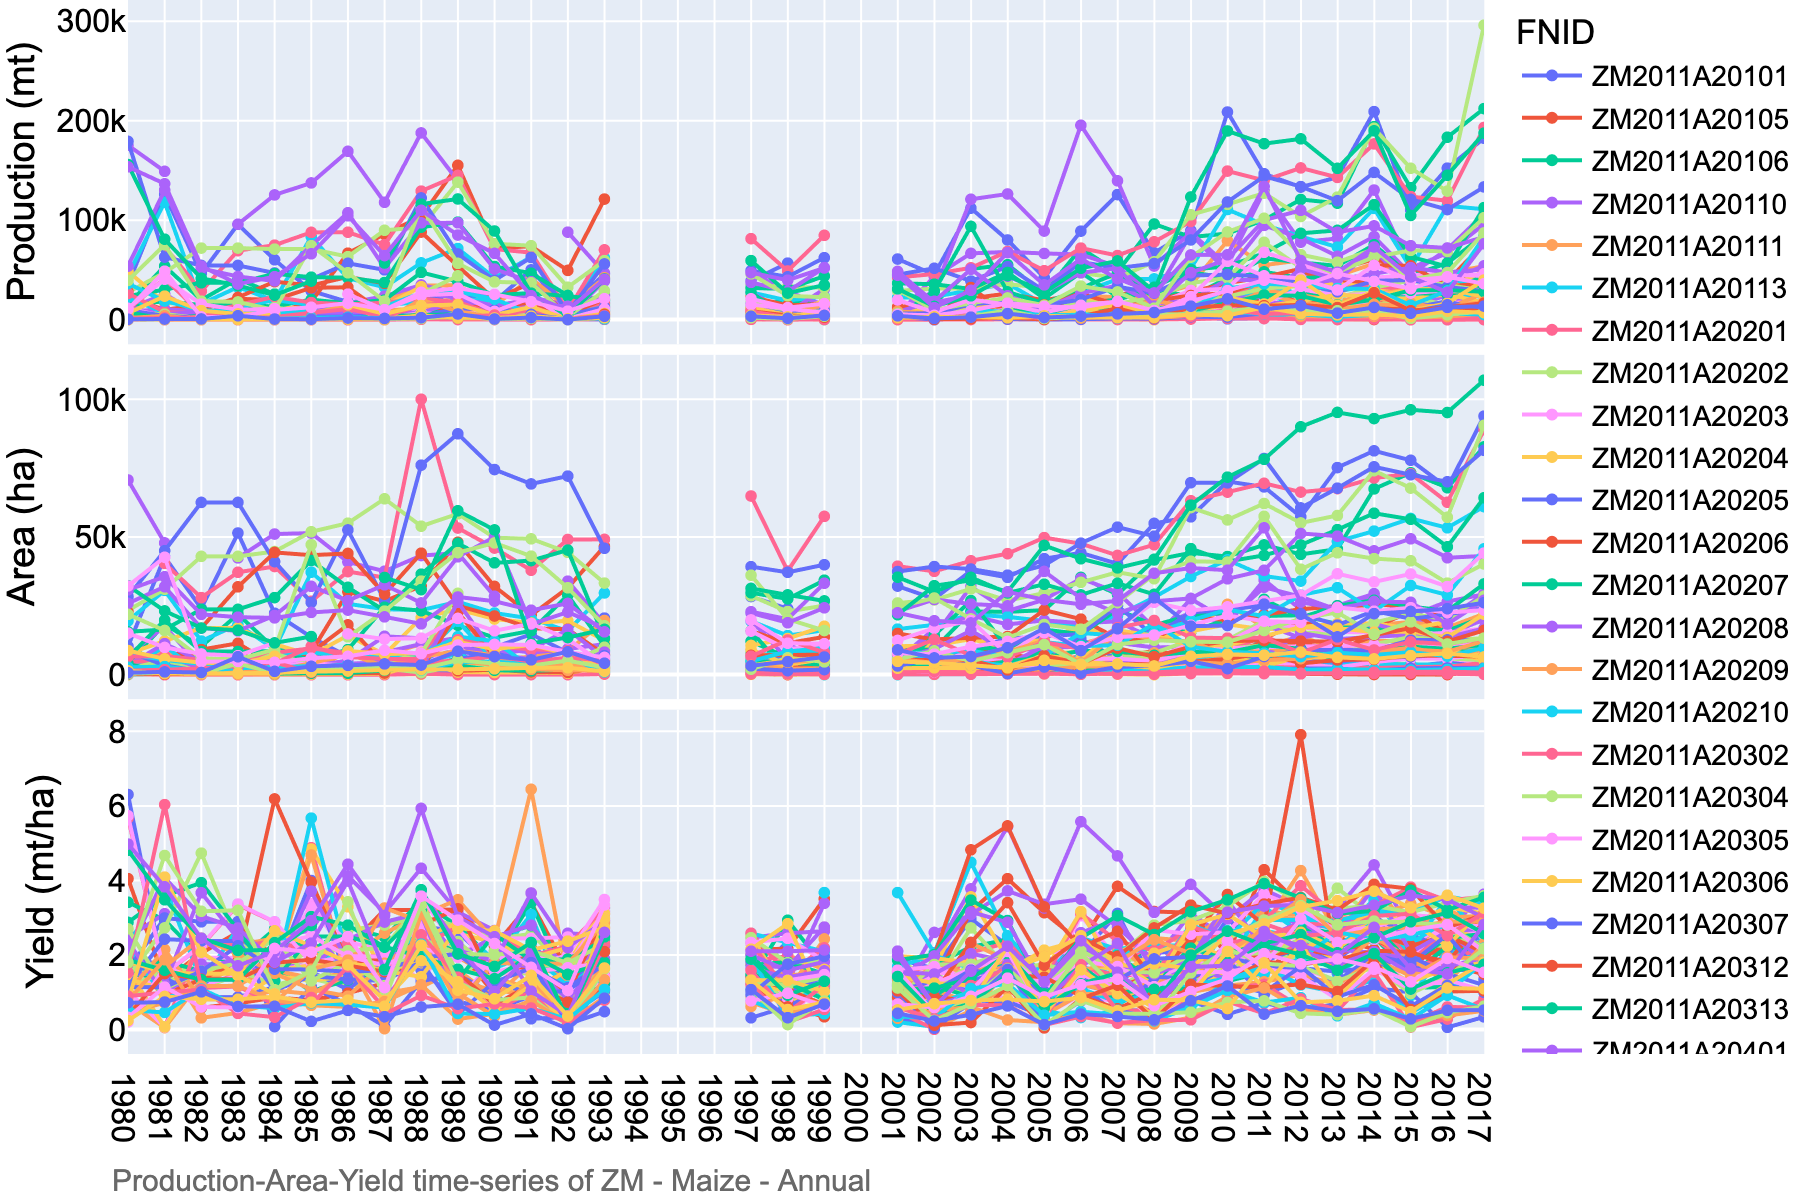 Production (mt)
300k
200k
100k
0
Area (ha)
100k
50k
0
Yield (mt/ha)
8
6
4
2
0
1980
1981
1982
1983
1984
1985
1986
1987
1988
1989
1990
1991
1992
1993
1994
1995
1996
1997
1998
1999
2000
2001
2002
2003
2004
2005
2006
2007
2008
2009
2010
2011
2012
2013
2014
2015
2016
2017
FNID
ZM2011A20101
ZM2011A20105
ZM2011A20106
ZM2011A20110
ZM2011A20111
ZM2011A20113
ZM2011A20201
ZM2011A20202
ZM2011A20203
ZM2011A20204
ZM2011A20205
ZM2011A20206
ZM2011A20207
ZM2011A20208
ZM2011A20209
ZM2011A20210
ZM2011A20302
ZM2011A20304
ZM2011A20305
ZM2011A20306
ZM2011A20307
ZM2011A20312
ZM2011A20313
ZM2011A20401
Production-Area-Yield time-series of ZM - Maize - Annual